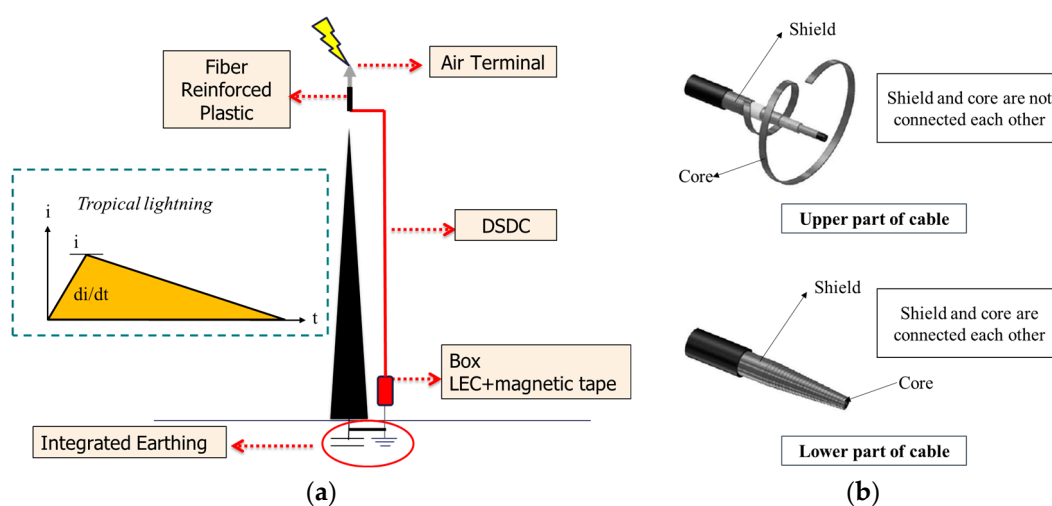 Air Terminal
Fiber
Reinforced
Plastic
Tropical lightning
i
i
di/dt
t
DSDC
Box
LEC+magnetic tape
Integrated Earthing
(a)
Shield
Shield and core are not
connected each other
Core
Upper part of cable
Shield
Shield and core are
connected each other
Core
Lower part of cable
(b)